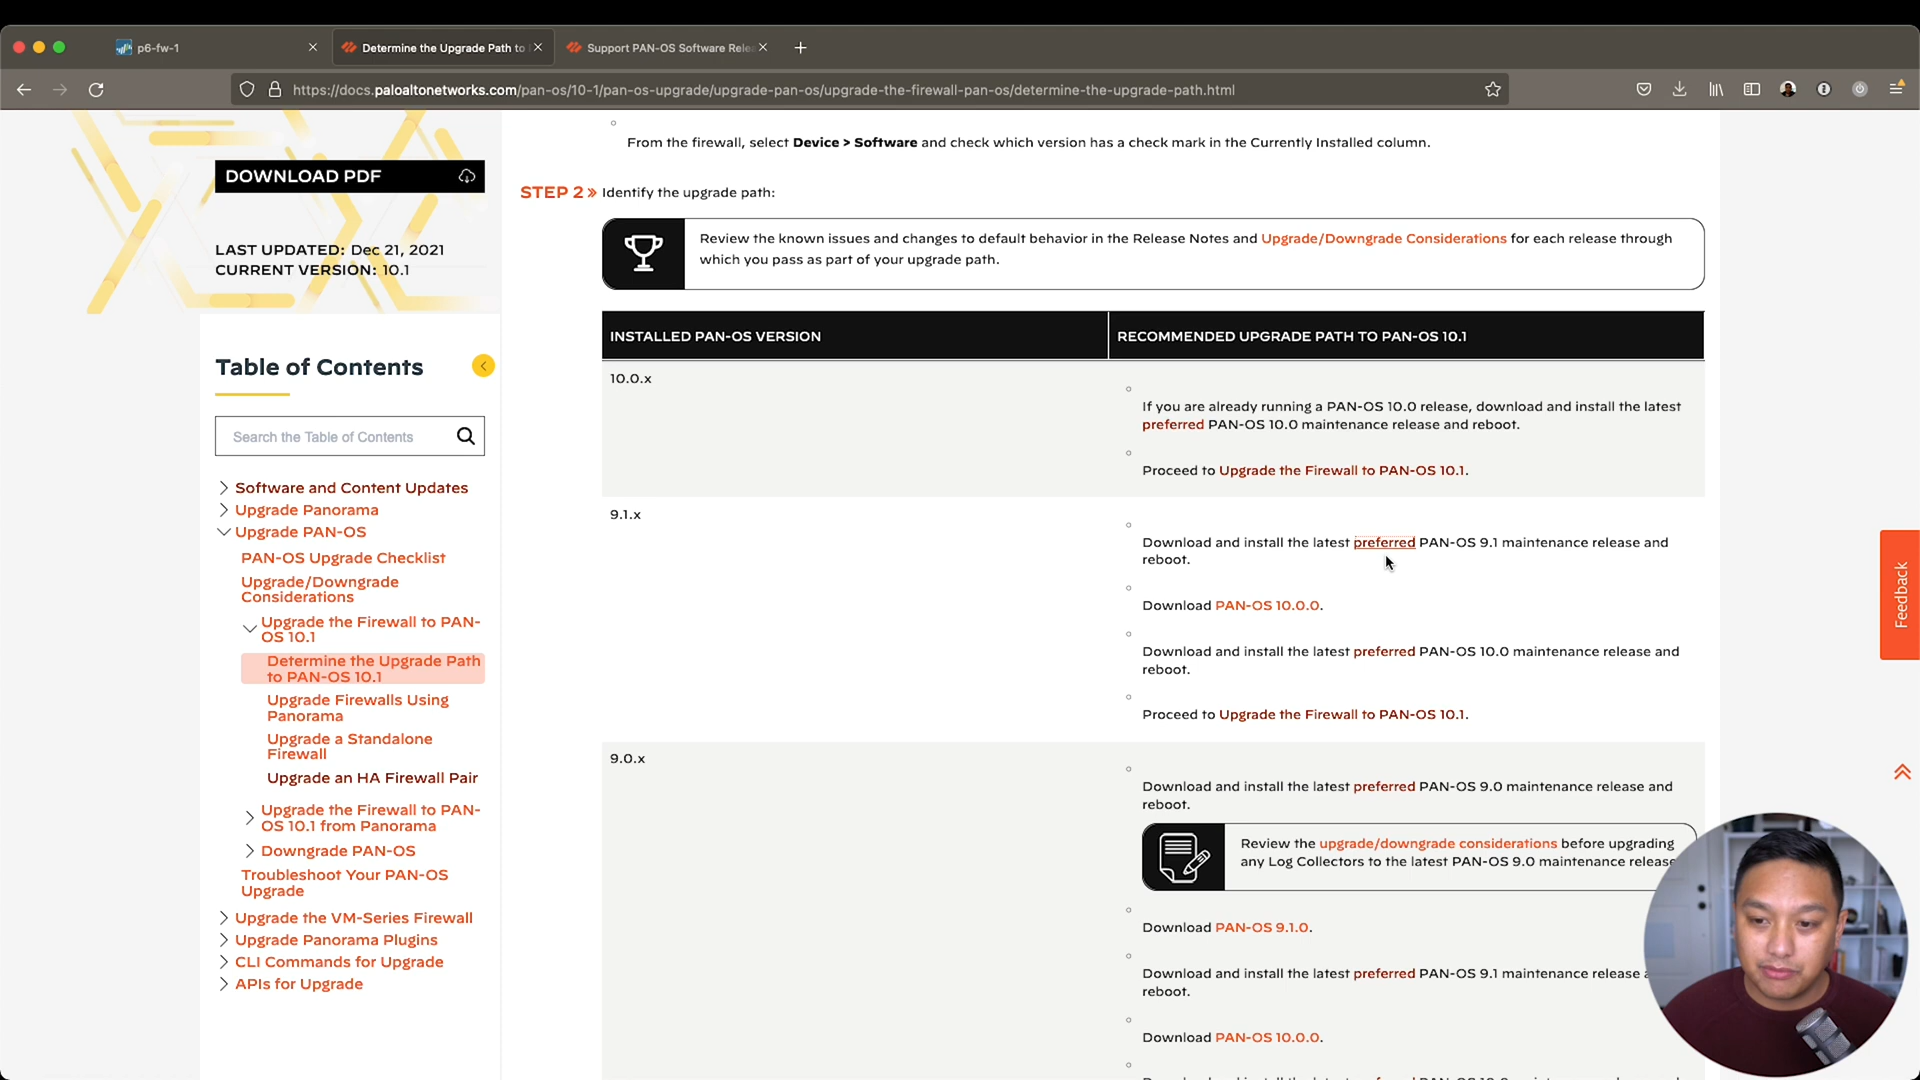 p6-fw-1
Determine the Upgrade Path to
Support PAN-OS Software Rele
https://docs.paloaltonetworks.com/pan-os/10-1/pan-os-upgrade/upgrade-pan-os/upgrade-the-firewall-pan-os/determine-the-upgrade-path.html
DOWNLOAD PDF
LAST UPDATED: Dec 21, 2021
CURRENT VERSION: 10.1
Table of Contents
Search the Table of Contents
Software and Content Updates
Upgrade Panorama
Upgrade PAN-OS
PAN-OS Upgrade Checklist
Upgrade/Downgrade
Considerations
Upgrade the Firewall to PAN-
OS 10.1
Determine the Upgrade Path
to PAN-OS 10.1
Upgrade Firewalls Using
Panorama
Upgrade a Standalone
Firewall
Upgrade an HA Firewall Pair
Upgrade the Firewall to PAN-
OS 10.1 from Panorama
Downgrade PAN-OS
Troubleshoot Your PAN-OS
Upgrade
Upgrade the VM-Series Firewall
Upgrade Panorama Plugins
CLI Commands for Upgrade
APIs for Upgrade
From the firewall, select Device > Software and check which version has a check mark in the Currently Installed column.
STEP 2 » Identify the upgrade path:
Review the known issues and changes to default behavior in the Release Notes and Upgrade/Downgrade Considerations for each release through
which you pass as part of your upgrade path.
INSTALLED PAN-OS VERSION
RECOMMENDED UPGRADE PATH TO PAN-OS 10.1
10.0.x
If you are already running a PAN-OS 10.0 release, download and install the latest
preferred PAN-OS 10.0 maintenance release and reboot.
Proceed to Upgrade the Firewall to PAN-OS 10.1.
9.1.x
Download and install the latest preferred PAN-OS 9.1 maintenance release and
reboot.
Download PAN-OS 10.0.0.
Download and install the latest preferred PAN-OS 10.0 maintenance release and
reboot.
Proceed to Upgrade the Firewall to PAN-OS 10.1.
9.0.x
Download and install the latest preferred PAN-OS 9.0 maintenance release and
reboot.
Review the upgrade/downgrade considerations before upgrading
any Log Collectors to the latest PAN-OS 9.0 maintenance release
Download PAN-OS 9.1.0.
Download and install the latest preferred PAN-OS 9.1 maintenance release
reboot.
Download PAN-OS 10.0.0.
Feedback